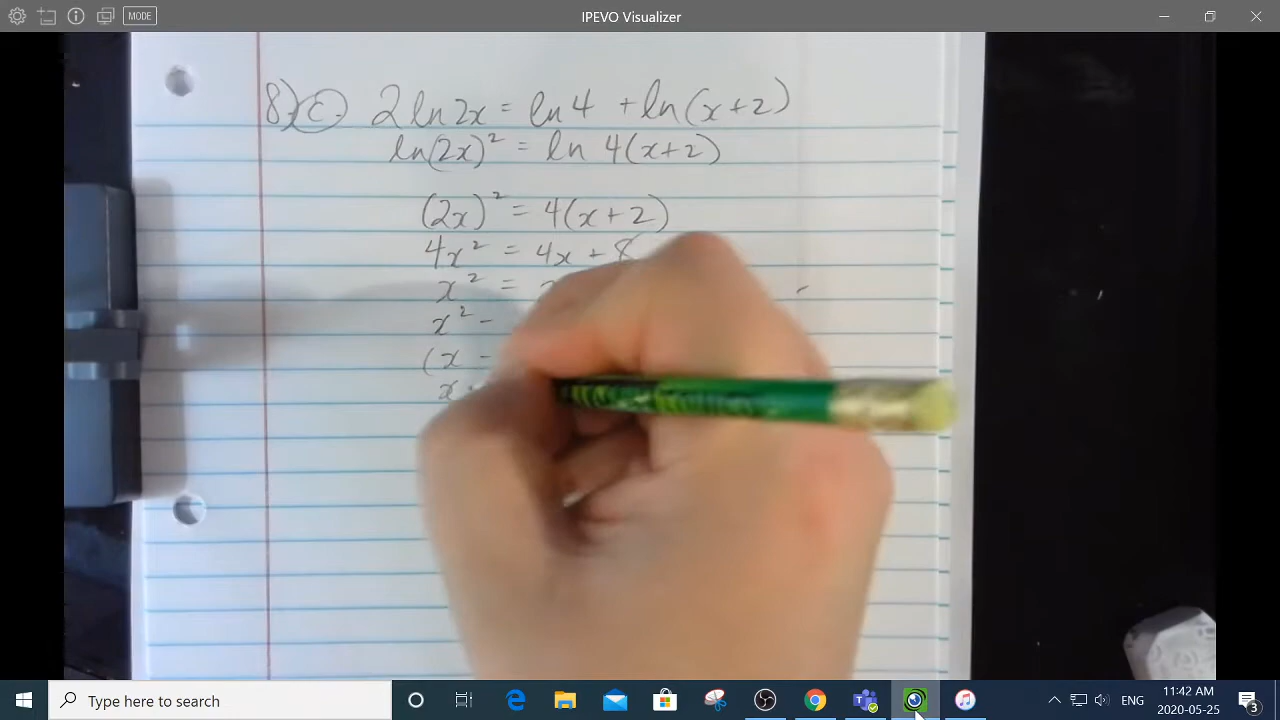 IPEVO Visualizer
MODE
8) c) 2 ln 2x = ln 4 + ln(x+2)
ln(2x)² = ln 4(x+2)
(2x)² = 4(x+2)
4x² = 4x + 8
x² =
x² -
(x -
x
Type here to search
ENG
11:42 AM
2020-05-25
3